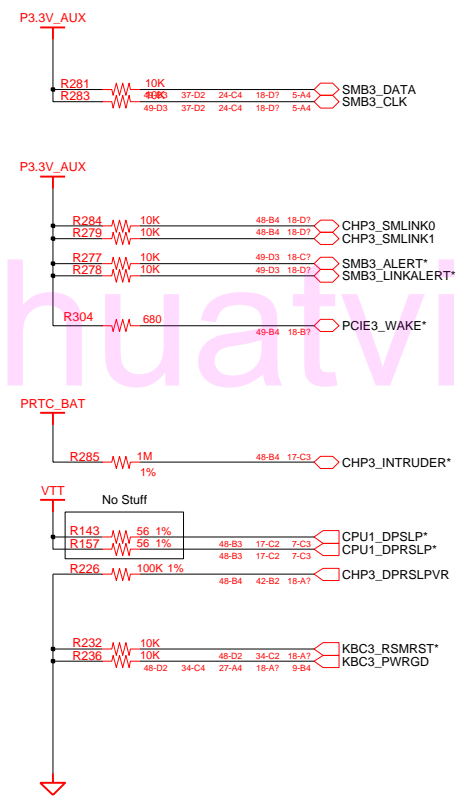 P3.3V_AUX
R281 10K SMB3_DATA
49-D3 37-D2 24-C4 18-D? 5-A4
R283 10K SMB3_CLK
49-D3 37-D2 24-C4 18-D? 5-A4
P3.3V_AUX
R284 10K 48-B4 18-D? CHP3_SMLINK0
R279 10K 48-B4 18-D? CHP3_SMLINK1
R277 10K 49-D3 18-C? SMB3_ALERT*
R278 10K 49-D3 18-D? SMB3_LINKALERT*
huatvi
R304 680 49-B4 18-B? PCIE3_WAKE*
PRTC_BAT
R285 1M 48-B4 17-C3 CHP3_INTRUDER*
1%
VTT
No Stuff
R143 56 1% CPU1_DPSLP*
48-B3 17-C2 7-C3
R157 56 1% CPU1_DPRSLP*
48-B3 17-C2 7-C3
R226 100K 1% CHP3_DPRSLPVR
48-B4 42-B2 18-A?
R232 10K KBC3_RSMRST*
48-D2 34-C2 18-A?
R236 10K KBC3_PWRGD
48-D2 34-C4 27-A4 18-A? 9-B4